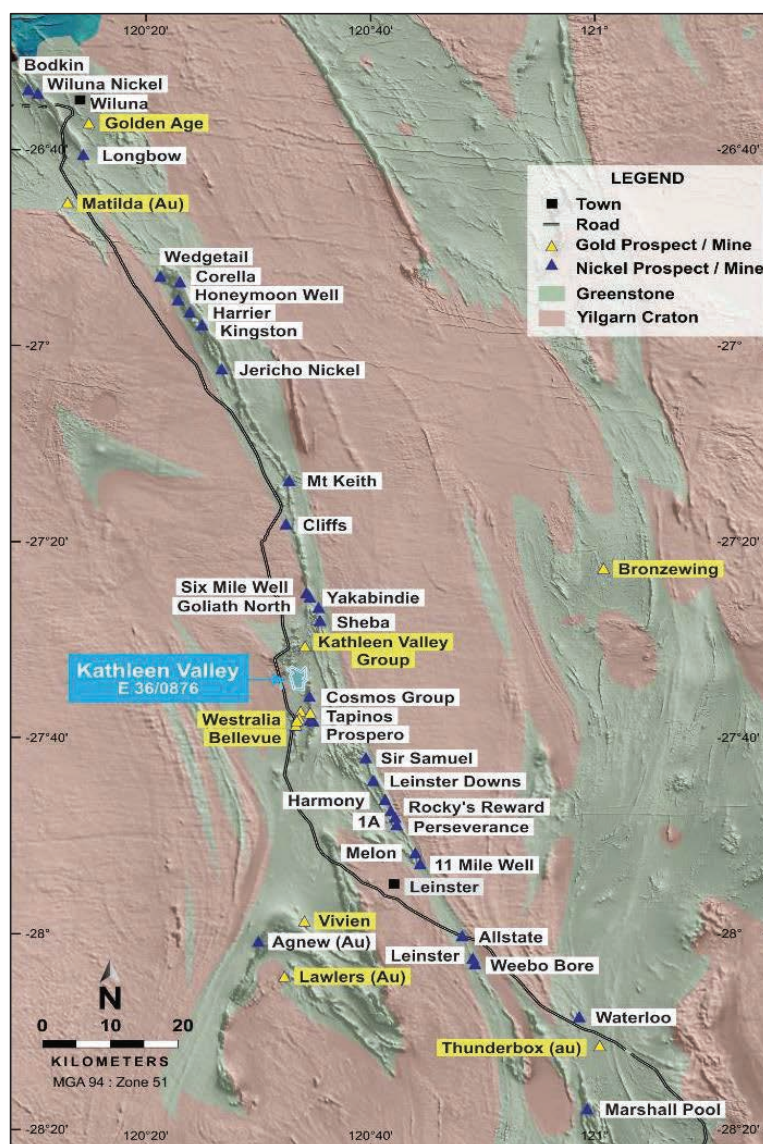 120°20'
120°40'
121°
Bodkin
Wiluna Nickel
Wiluna
Golden Age
-26°40'
Longbow
Matilda (Au)
LEGEND
Town
Road
Gold Prospect / Mine
Nickel Prospect / Mine
Greenstone
Yilgarn Craton
Wedgetail
Corella
Honeymoon Well
Harrier
Kingston
-27°
Jericho Nickel
Mt Keith
Cliffs
-27°20'
Bronzewing
Six Mile Well
Goliath North
Yakabindie
Sheba
Kathleen Valley
Group
Kathleen Valley
E 36/0876
Cosmos Group
Westralia
Tapinos
Bellevue
Prospero
-27°40'
Sir Samuel
Leinster Downs
Harmony
Rocky's Reward
1A
Perseverance
Melon
11 Mile Well
Leinster
Vivien
-28°
Agnew (Au)
Allstate
Leinster
Weebo Bore
Lawlers (Au)
N
0 10 20
KILOMETERS
MGA 94 : Zone 51
Waterloo
Thunderbox (au)
Marshall Pool
-28°20'
120°20'
120°40'
121°
-26°40'
-27°
-27°20'
-27°40'
-28°
-28°20'